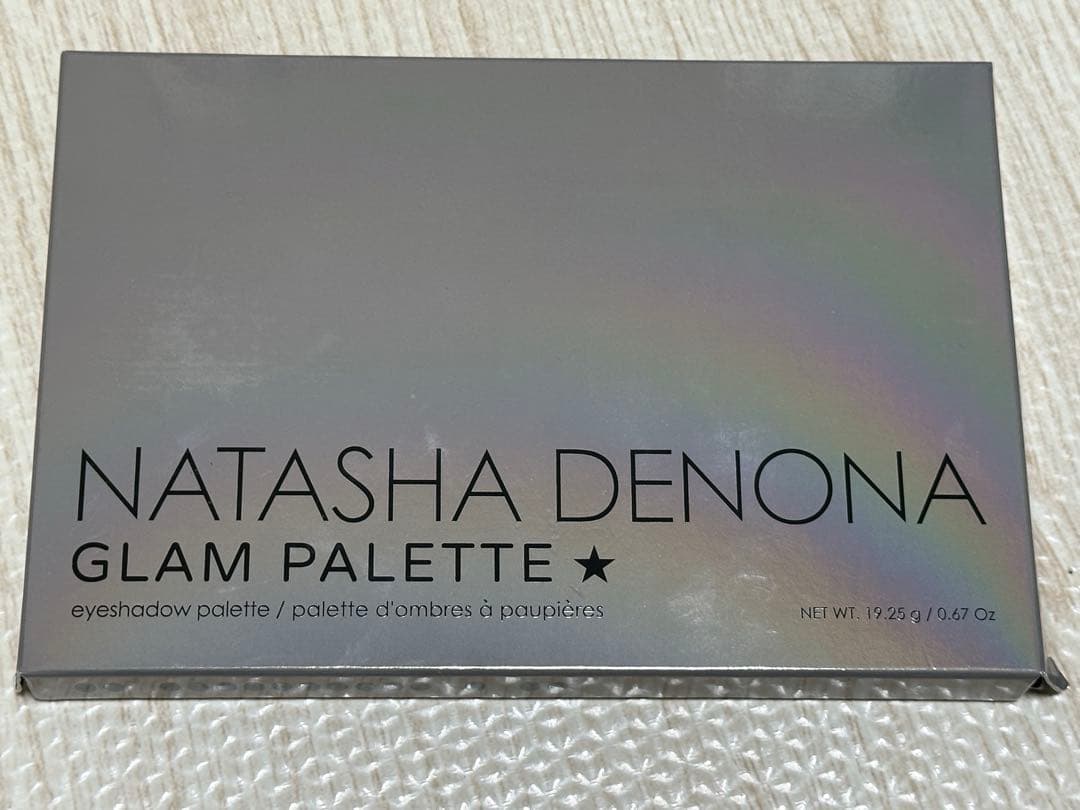 NATASHA DENONA
GLAM PALETTE ★
eyeshadow palette / palette d'ombres à paupières
NET WT. 19.25 g / 0.67 Oz